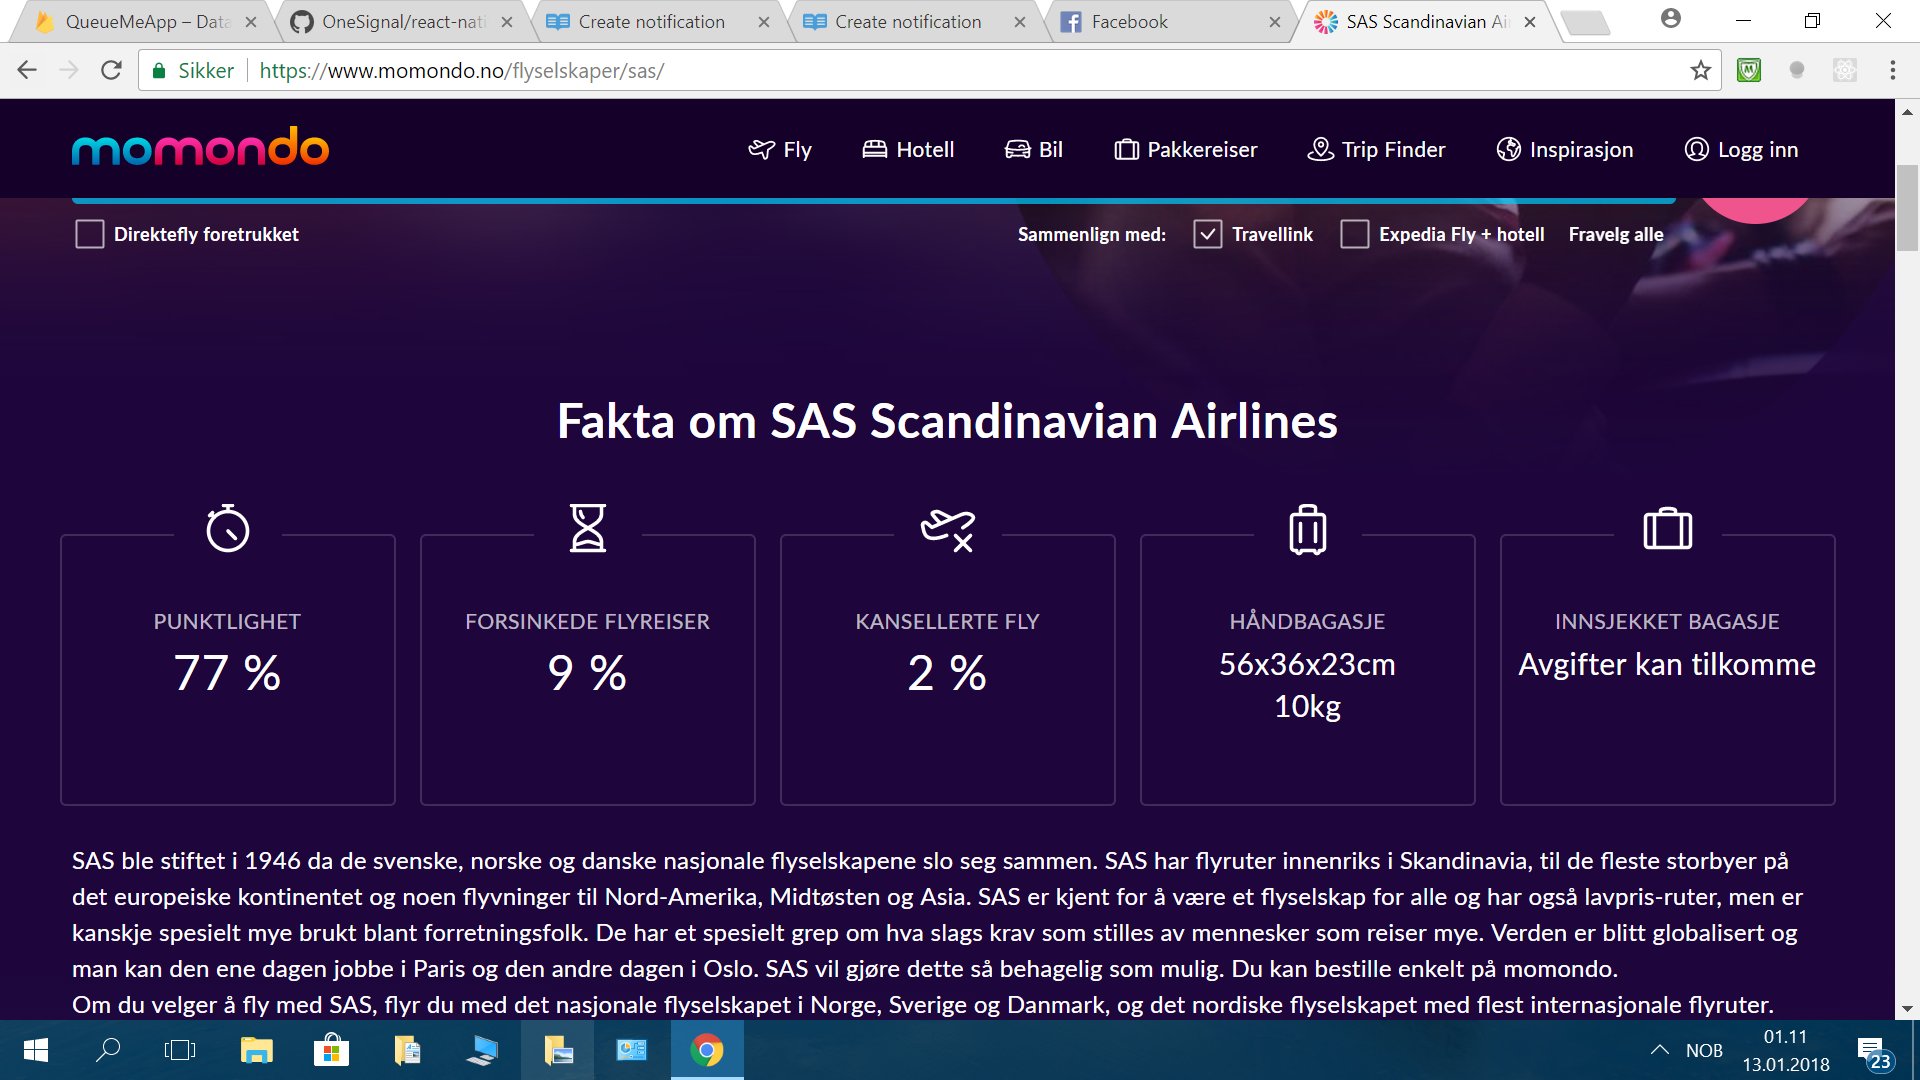 QueueMeApp – Data
OneSignal/react-nati
Create notification
Create notification
Facebook
SAS Scandinavian Air
Sikker
https://www.momondo.no/flyselskaper/sas/
momondo
Fly
Hotell
Bil
Pakkereiser
Trip Finder
Inspirasjon
Logg inn
Direktefly foretrukket
Sammenlign med:
Travellink
Expedia Fly + hotell
Fravelg alle
Fakta om SAS Scandinavian Airlines
PUNKTLIGHET
77 %
FORSINKEDE FLYREISER
9 %
KANSELLERTE FLY
2 %
HÅNDBAGASJE
56x36x23cm
10kg
INNSJEKKET BAGASJE
Avgifter kan tilkomme
SAS ble stiftet i 1946 da de svenske, norske og danske nasjonale flyselskapene slo seg sammen. SAS har flyruter innenriks i Skandinavia, til de fleste storbyer på
det europeiske kontinentet og noen flyvninger til Nord-Amerika, Midtøsten og Asia. SAS er kjent for å være et flyselskap for alle og har også lavpris-ruter, men er
kanskje spesielt mye brukt blant forretningsfolk. De har et spesielt grep om hva slags krav som stilles av mennesker som reiser mye. Verden er blitt globalisert og
man kan den ene dagen jobbe i Paris og den andre dagen i Oslo. SAS vil gjøre dette så behagelig som mulig. Du kan bestille enkelt på momondo.
Om du velger å fly med SAS, flyr du med det nasjonale flyselskapet i Norge, Sverige og Danmark, og det nordiske flyselskapet med flest internasjonale flyruter.
NOB
01.11
13.01.2018
23